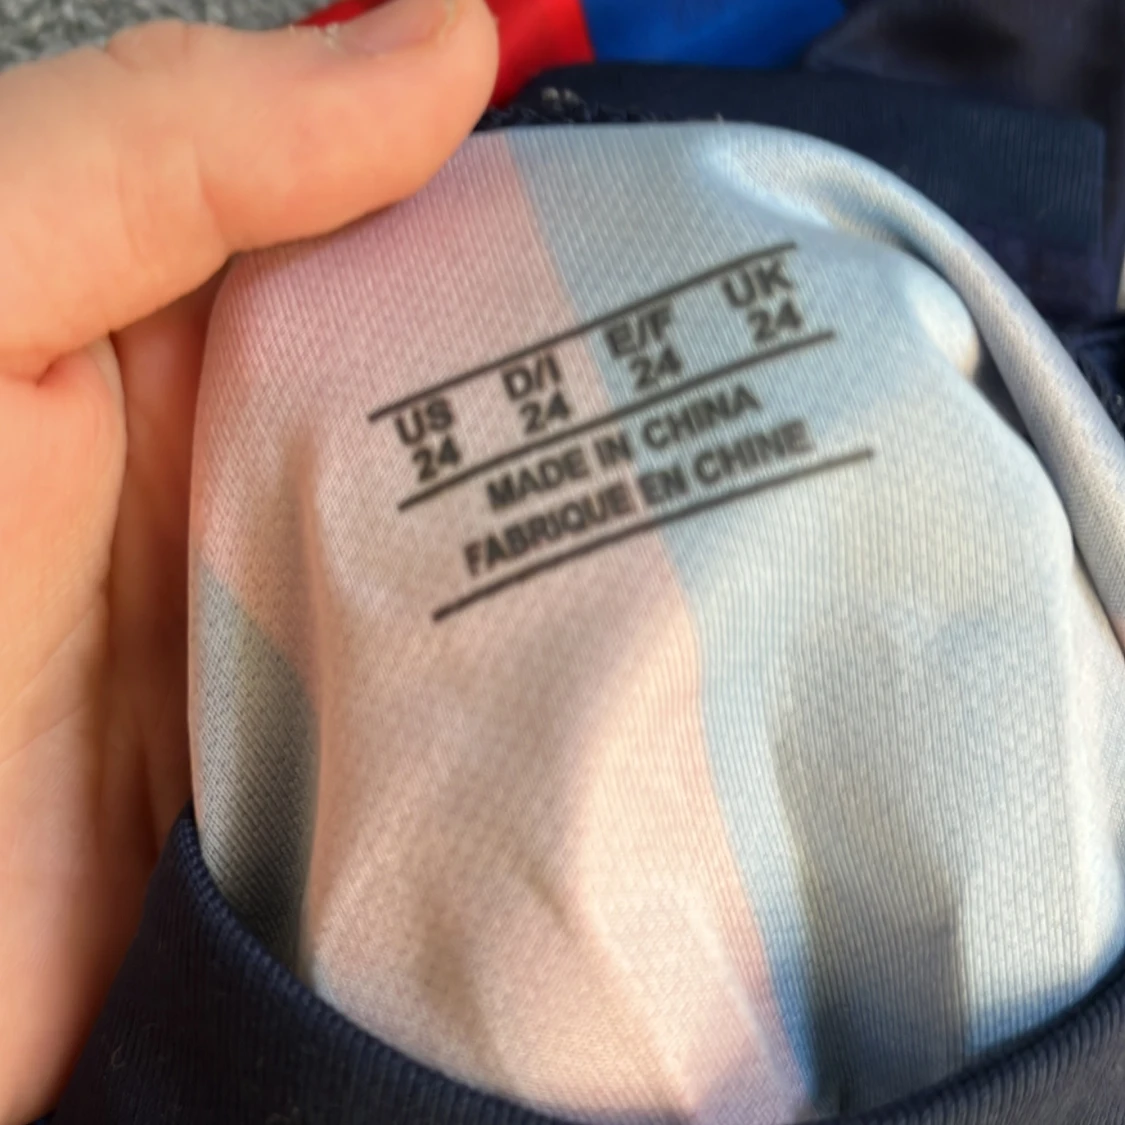 US D/I E/F UK
24 24 24 24
MADE IN CHINA
FABRIQUE EN CHINE